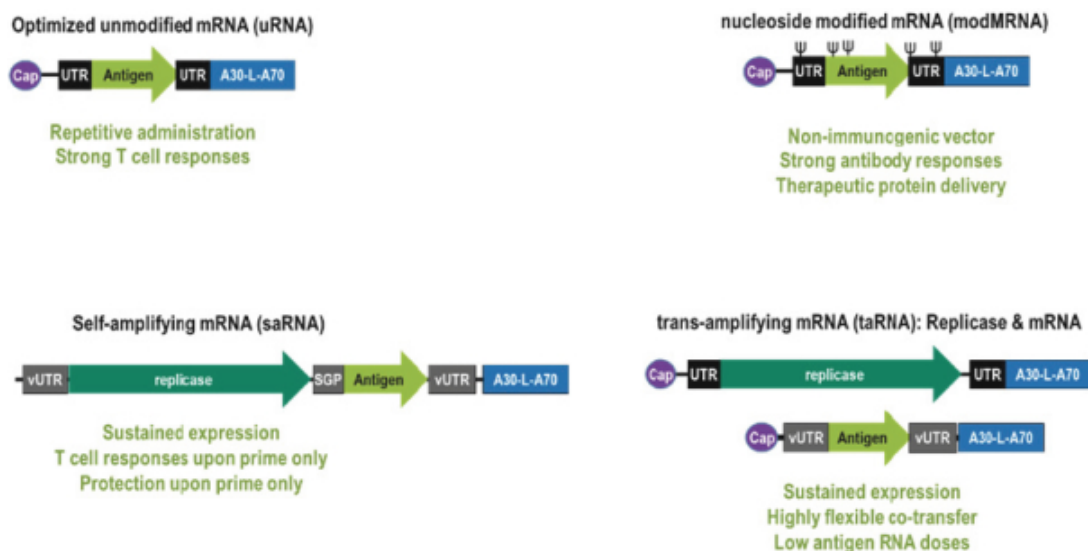 Optimized unmodified mRNA (uRNA)
Cap UTR Antigen UTR A30-L-A70
Repetitive administration
Strong T cell responses
nucleoside modified mRNA (modMRNA)
Ψ Ψ Ψ Ψ Ψ
UTR Antigen UTR A30-L-A70
Cap
Non-immunogenic vector
Strong antibody responses
Therapeutic protein delivery
Self-amplifying mRNA (saRNA)
vUTR replicase SGP Antigen vUTR A30-L-A70
Sustained expression
T cell responses upon prime only
Protection upon prime only
trans-amplifying mRNA (taRNA): Replicase & mRNA
Cap UTR replicase UTR A30-L-A70
Cap vUTR Antigen vUTR A30-L-A70
Sustained expression
Highly flexible co-transfer
Low antigen RNA doses